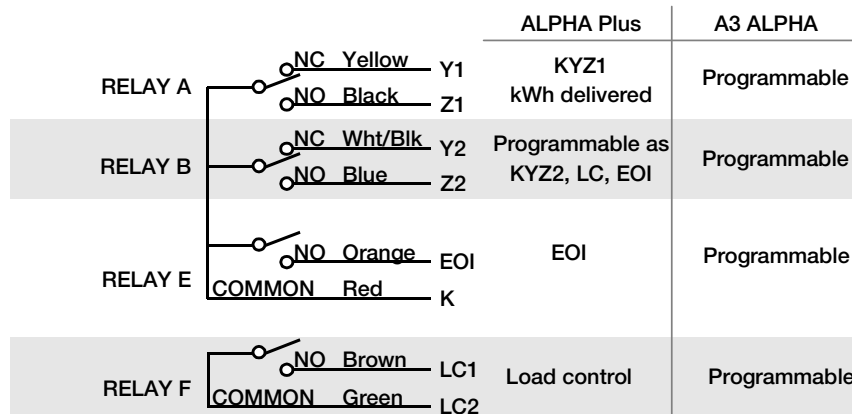 ALPHA Plus A3 ALPHA
RELAY A
NC Yellow Y1
NO Black Z1
KYZ1
kWh delivered
Programmable
RELAY B
NC Wht/Blk Y2
NO Blue Z2
Programmable as
KYZ2, LC, EOI
Programmable
RELAY E
NO Orange EOI
COMMON Red K
EOI
Programmable
RELAY F
NO Brown LC1
COMMON Green LC2
Load control
Programmable